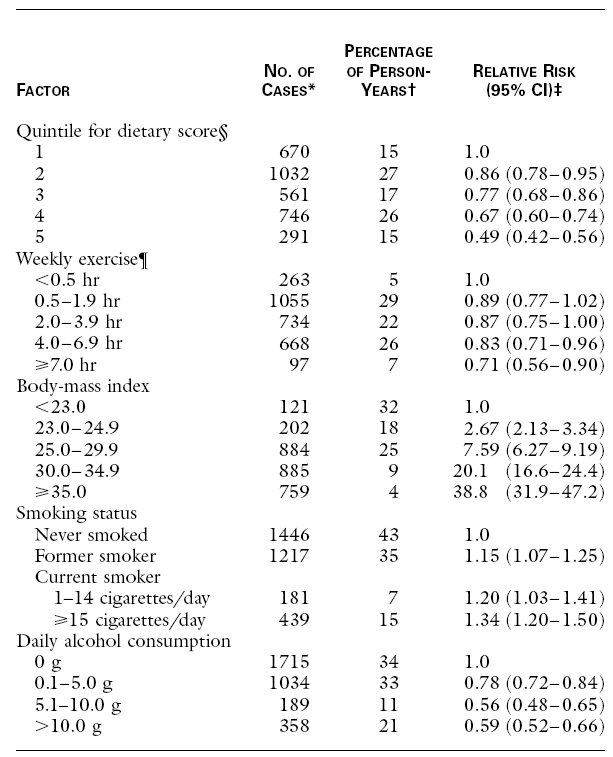 FACTOR NO. OF CASES* PERCENTAGE OF PERSON-YEARS† RELATIVE RISK (95% CI)‡
Quintile for dietary score§
1 670 15 1.0
2 1032 27 0.86 (0.78–0.95)
3 561 17 0.77 (0.68–0.86)
4 746 26 0.67 (0.60–0.74)
5 291 15 0.49 (0.42–0.56)
Weekly exercise¶
<0.5 hr 263 5 1.0
0.5–1.9 hr 1055 29 0.89 (0.77–1.02)
2.0–3.9 hr 734 22 0.87 (0.75–1.00)
4.0–6.9 hr 668 26 0.83 (0.71–0.96)
⩾7.0 hr 97 7 0.71 (0.56–0.90)
Body-mass index
<23.0 121 32 1.0
23.0–24.9 202 18 2.67 (2.13–3.34)
25.0–29.9 884 25 7.59 (6.27–9.19)
30.0–34.9 885 9 20.1 (16.6–24.4)
⩾35.0 759 4 38.8 (31.9–47.2)
Smoking status
Never smoked 1446 43 1.0
Former smoker 1217 35 1.15 (1.07–1.25)
Current smoker
1–14 cigarettes/day 181 7 1.20 (1.03–1.41)
⩾15 cigarettes/day 439 15 1.34 (1.20–1.50)
Daily alcohol consumption
0 g 1715 34 1.0
0.1–5.0 g 1034 33 0.78 (0.72–0.84)
5.1–10.0 g 189 11 0.56 (0.48–0.65)
>10.0 g 358 21 0.59 (0.52–0.66)